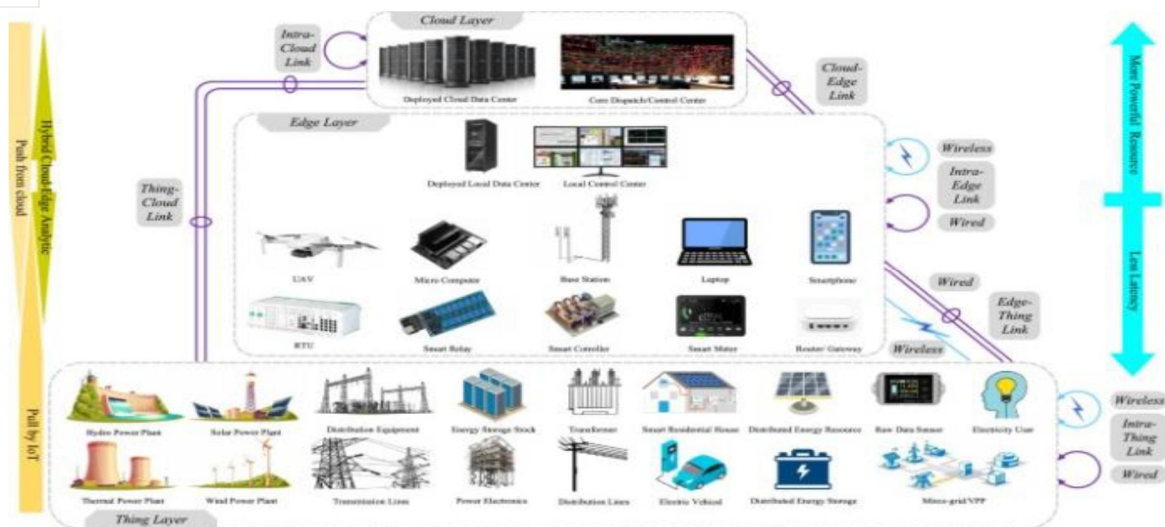 Cloud Layer
Intra-
Cloud
Link
Deployed Cloud Data Center
Core Dispatch/Control Center
Cloud-
Edge
Link
More Powerful Resource
Less Latency
Push from cloud
Hybrid Cloud-Edge Analytic
Pull by IoT
Edge Layer
Deployed Local Data Center
Local Control Center
Wireless
Intra-
Edge
Link
Wired
Thing-
Cloud
Link
UAV
Micro Computer
Base Station
Laptop
Smartphone
RTU
Smart Relay
Smart Cotroller
Smart Meter
Router/ Gateway
Wired
Edge-
Thing
Link
Wireless
Hydro Power Plant
Solar Power Plant
Distribution Equipment
Energy Storage Stock
Transformer
Smart Residential House
Distributed Energy Resource
Raw Data Sensor
Electricity User
Wireless
Intra-
Thing
Link
Wired
Thermal Power Plant
Wind Power Plant
Transmission Lines
Power Electronics
Distribution Lines
Electric Vehical
Distributed Energy Storage
Micro-grid/VPP
Thing Layer